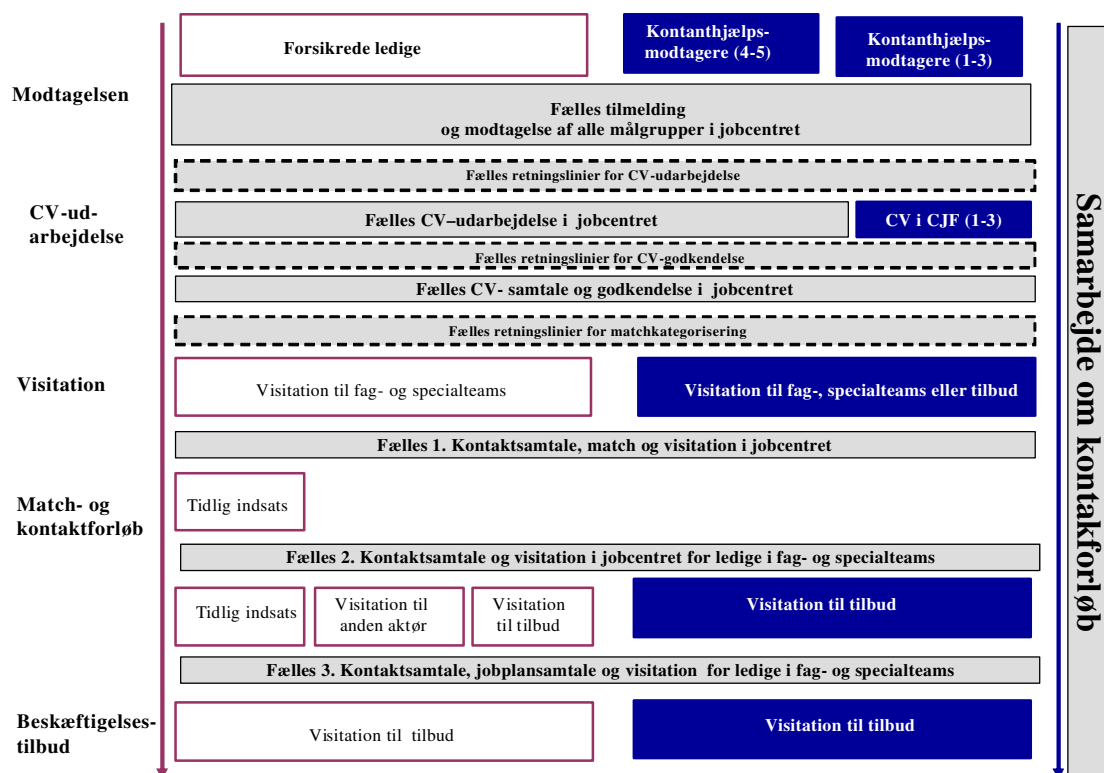 Forsikrede ledige
Kontanthjælps-
modtagere (4-5)
Kontanthjælps-
modtagere (1-3)
Modtagelsen
Fælles tilmelding
og modtagelse af alle målgrupper i jobcentret
Fælles retningslinier for CV-udarbejdelse
CV-ud-
arbejdelse
Fælles CV–udarbejdelse i jobcentret
CV i CJF (1-3)
Fælles retningslinier for CV-godkendelse
Fælles CV- samtale og godkendelse i jobcentret
Fælles retningslinier for matchkategorisering
Visitation
Visitation til fag- og specialteams
Visitation til fag-, specialteams eller tilbud
Fælles 1. Kontaktsamtale, match og visitation i jobcentret
Match- og
kontaktforløb
Tidlig indsats
Fælles 2. Kontaktsamtale og visitation i jobcentret for ledige i fag- og specialteams
Tidlig indsats
Visitation til
anden aktør
Visitation
til tilbud
Visitation til tilbud
Fælles 3. Kontaktsamtale, jobplansamtale og visitation for ledige i fag- og specialteams
Beskæftigelses-
tilbud
Visitation til tilbud
Visitation til tilbud
Samarbejde om kontakforløb